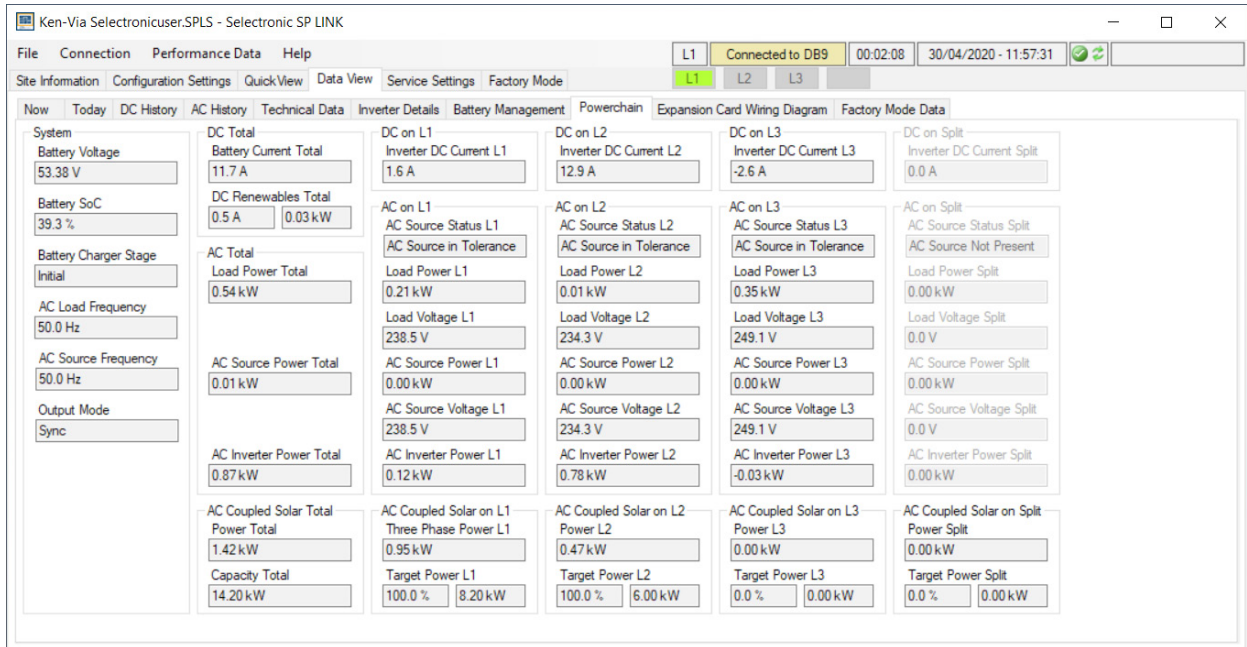 Ken-Via Selectronicuser.SPLS - Selectronic SP LINK
File Connection Performance Data Help L1 Connected to DB9 00:02:08 30/04/2020 - 11:57:31
Site Information Configuration Settings Quick View Data View Service Settings Factory Mode L1 L2 L3
Now Today DC History AC History Technical Data Inverter Details Battery Management Powerchain Expansion Card Wiring Diagram Factory Mode Data
System
Battery Voltage
53.38 V
Battery SoC
39.3 %
Battery Charger Stage
Initial
AC Load Frequency
50.0 Hz
AC Source Frequency
50.0 Hz
Output Mode
Sync
DC Total
Battery Current Total
11.7 A
DC Renewables Total
0.5 A 0.03 kW
AC Total
Load Power Total
0.54 kW
AC Source Power Total
0.01 kW
AC Inverter Power Total
0.87 kW
AC Coupled Solar Total
Power Total
1.42 kW
Capacity Total
14.20 kW
DC on L1
Inverter DC Current L1
1.6 A
AC on L1
AC Source Status L1
AC Source in Tolerance
Load Power L1
0.21 kW
Load Voltage L1
238.5 V
AC Source Power L1
0.00 kW
AC Source Voltage L1
238.5 V
AC Inverter Power L1
0.12 kW
AC Coupled Solar on L1
Three Phase Power L1
0.95 kW
Target Power L1
100.0 % 8.20 kW
DC on L2
Inverter DC Current L2
12.9 A
AC on L2
AC Source Status L2
AC Source in Tolerance
Load Power L2
0.01 kW
Load Voltage L2
234.3 V
AC Source Power L2
0.00 kW
AC Source Voltage L2
234.3 V
AC Inverter Power L2
0.78 kW
AC Coupled Solar on L2
Power L2
0.47 kW
Target Power L2
100.0 % 6.00 kW
DC on L3
Inverter DC Current L3
-2.6 A
AC on L3
AC Source Status L3
AC Source in Tolerance
Load Power L3
0.35 kW
Load Voltage L3
249.1 V
AC Source Power L3
0.00 kW
AC Source Voltage L3
249.1 V
AC Inverter Power L3
-0.03 kW
AC Coupled Solar on L3
Power L3
0.00 kW
Target Power L3
0.0 % 0.00 kW
DC on Split
Inverter DC Current Split
0.0 A
AC on Split
AC Source Status Split
AC Source Not Present
Load Power Split
0.00 kW
Load Voltage Split
0.0 V
AC Source Power Split
0.00 kW
AC Source Voltage Split
0.0 V
AC Inverter Power Split
0.00 kW
AC Coupled Solar on Split
Power Split
0.00 kW
Target Power Split
0.0 % 0.00 kW